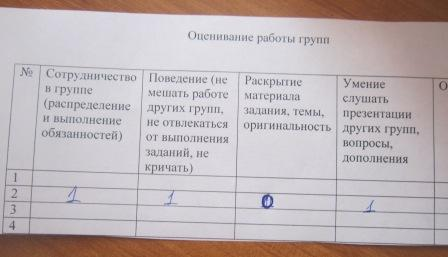 Оценивание работы групп
№ Сотрудничество Поведение (не Раскрытие Умение О
в группе мешать работе материала слушать
(распределение других групп, задания, темы, презентации
и выполнение не отвлекаться оригинальность других групп,
обязанностей) от выполнения вопросы,
заданий, не дополнения
кричать)
1
2 1 1 0 1
3
4